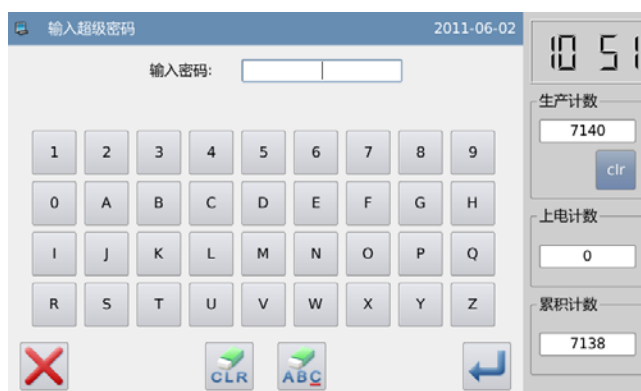 输入超级密码 2011-06-02
输入密码:
1 2 3 4 5 6 7 8 9
0 A B C D E F G H
I J K L M N O P Q
R S T U V W X Y Z
CLR ABC
10 51
生产计数
7140
clr
上电计数
0
累积计数
7138